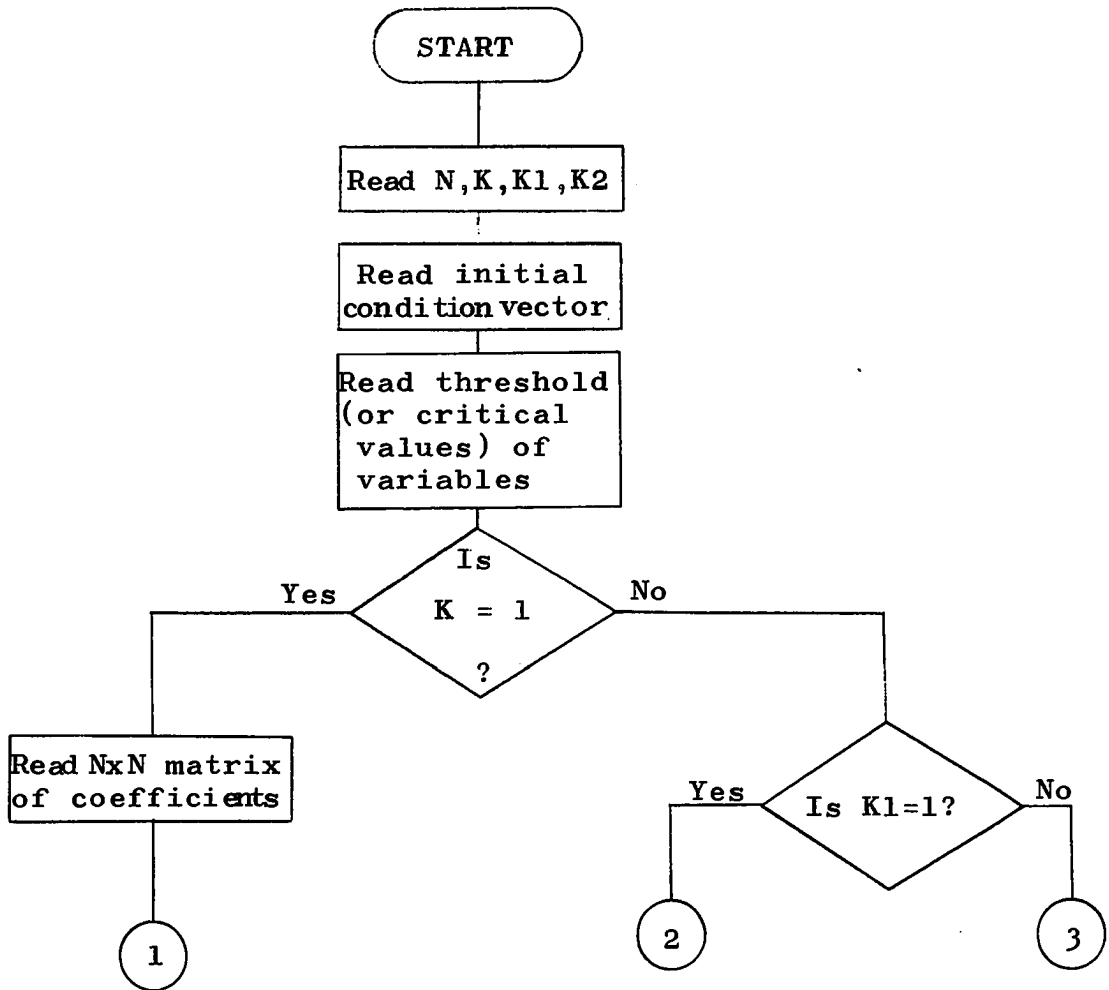 START
Read N,K,K1,K2
Read initial
condition vector
Read threshold
(or critical
values) of
variables
Is
K = 1
?
Yes
No
Read NxN matrix
of coefficients
Yes
Is K1=1?
No
1
2
3